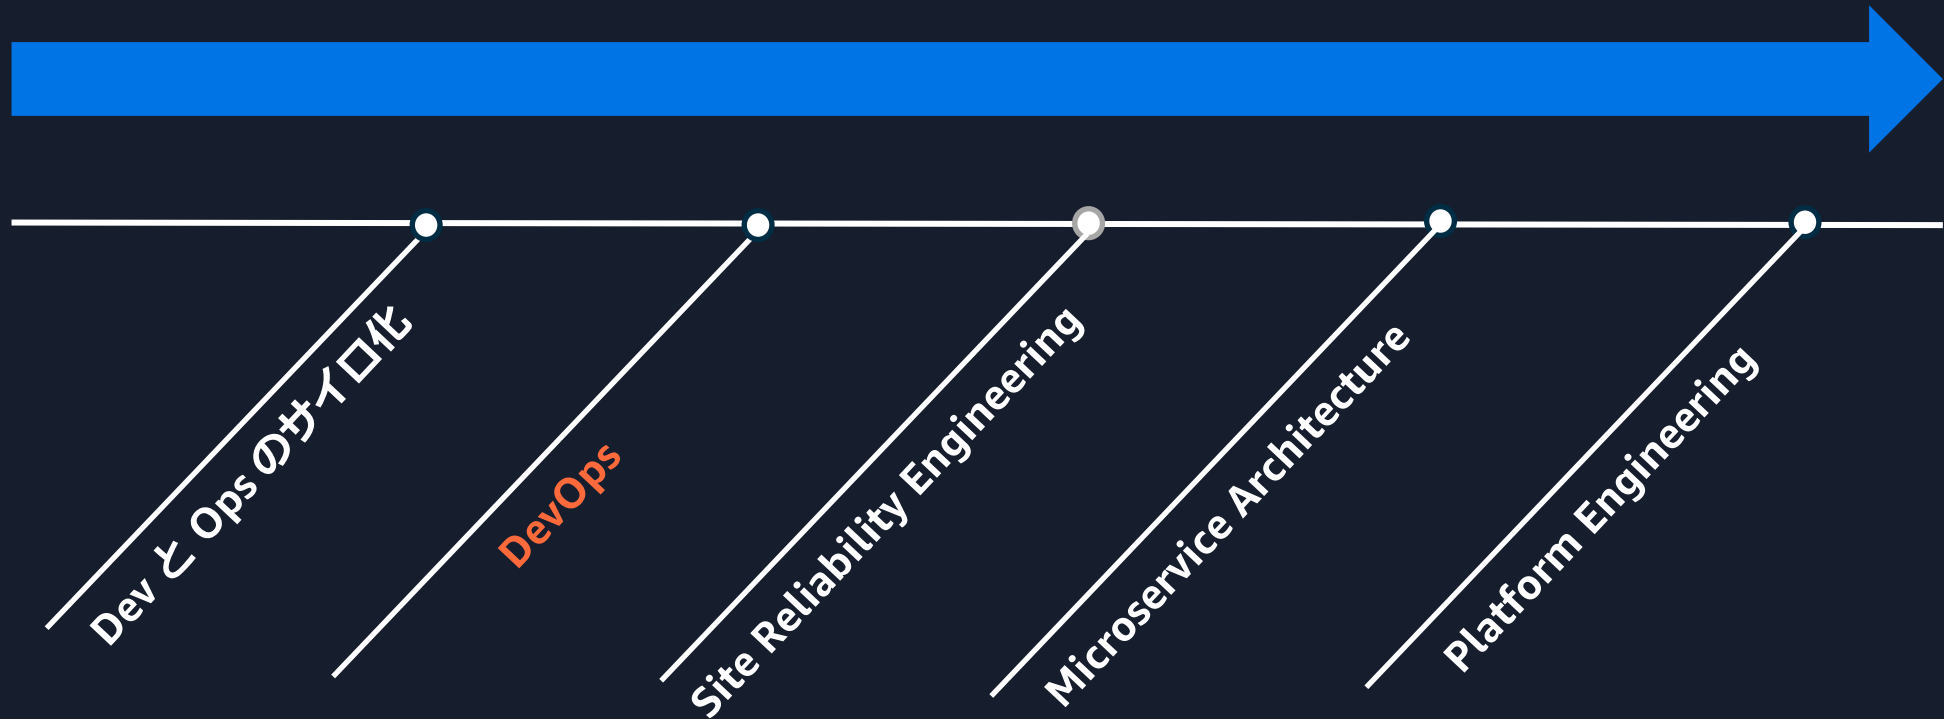 Dev と Ops のサイロ化
DevOps
Site Reliability Engineering
Microservice Architecture
Platform Engineering